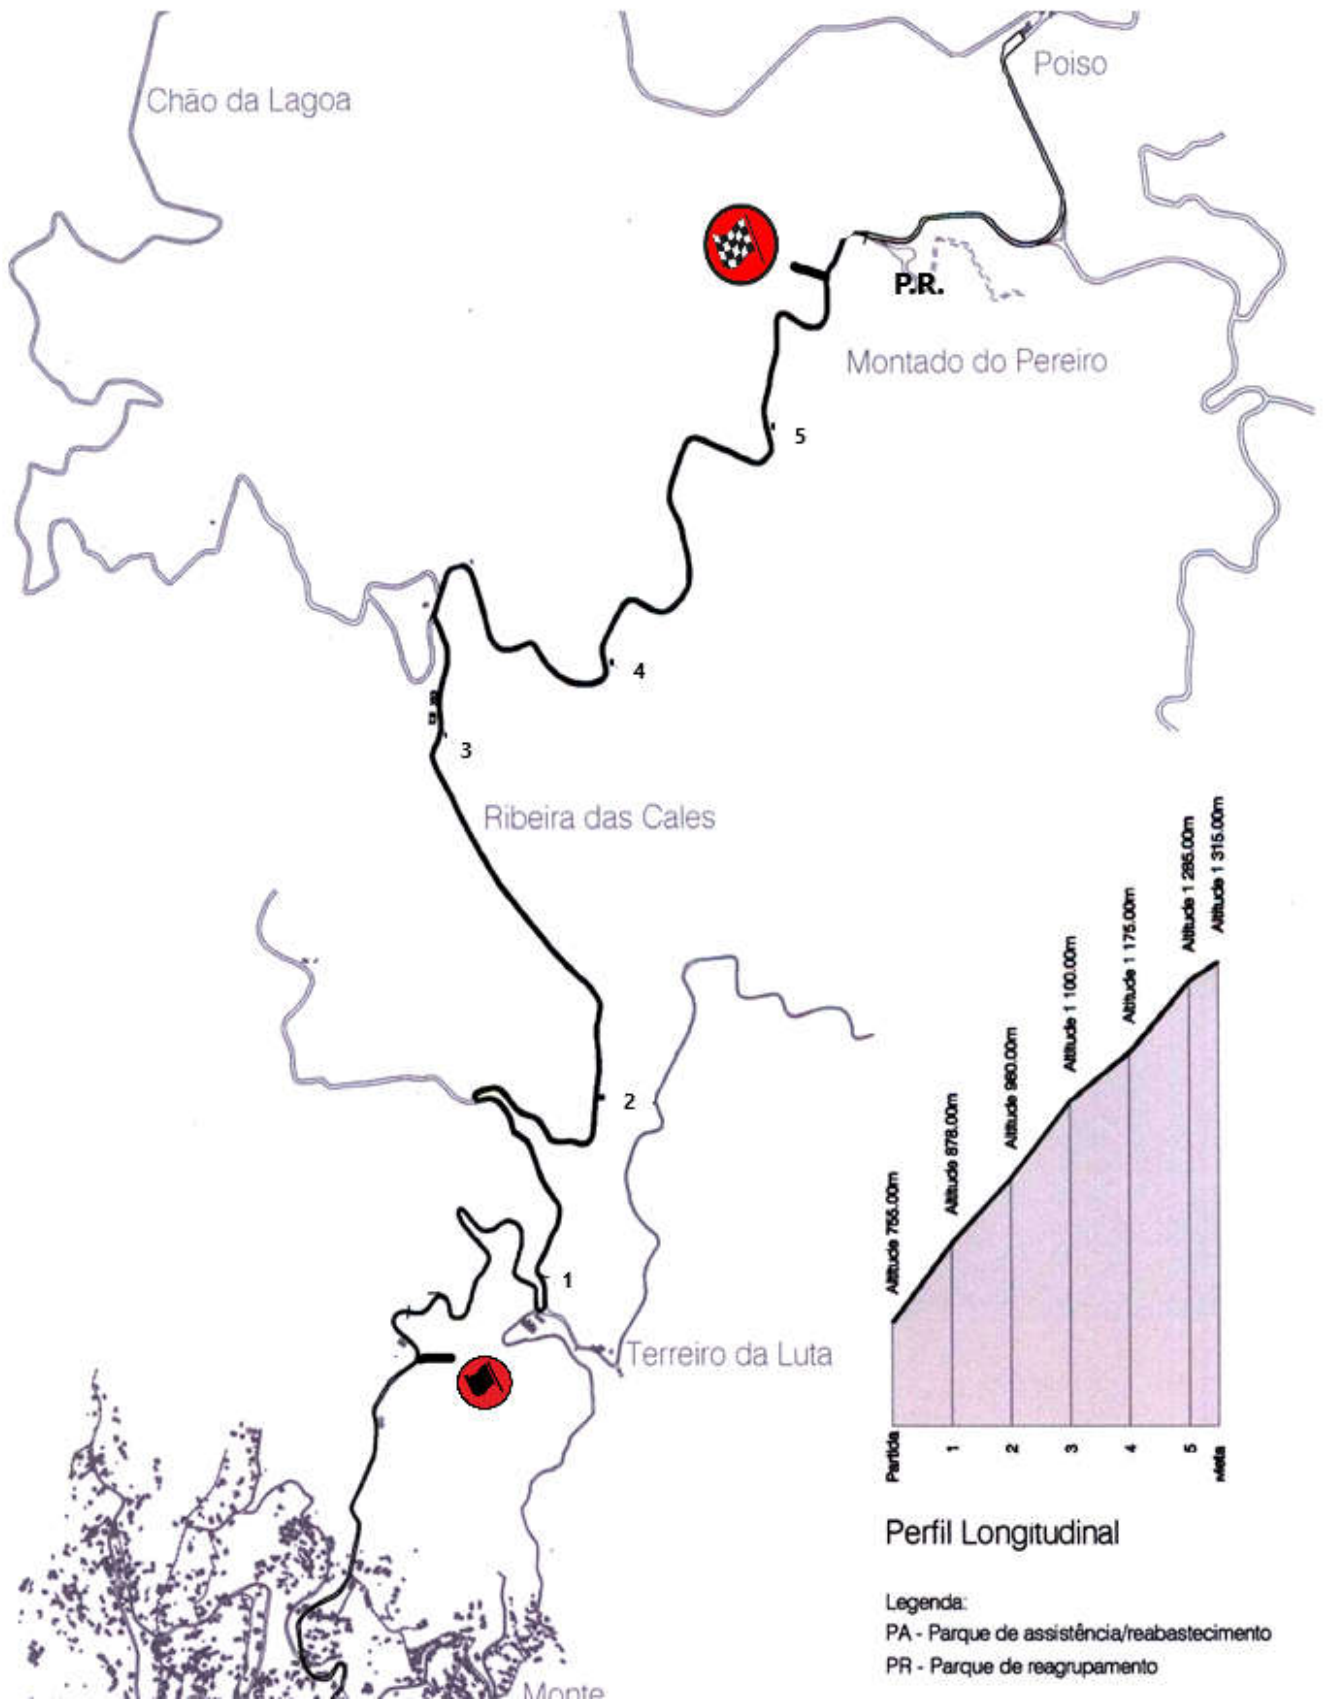 Poiso
Chão da Lagoa
P.R.
Montado do Pereiro
5
4
3
Ribeira das Cales
2
1
Terreiro da Luta
Monte
Altitude 755.00m
Altitude 878.00m
Altitude 980.00m
Altitude 1 100.00m
Altitude 1 175.00m
Altitude 1 285.00m
Altitude 1 315.00m
Partida
1
2
3
4
5
Meta
Perfil Longitudinal
Legenda:
PA - Parque de assistência/reabastecimento
PR - Parque de reagrupamento